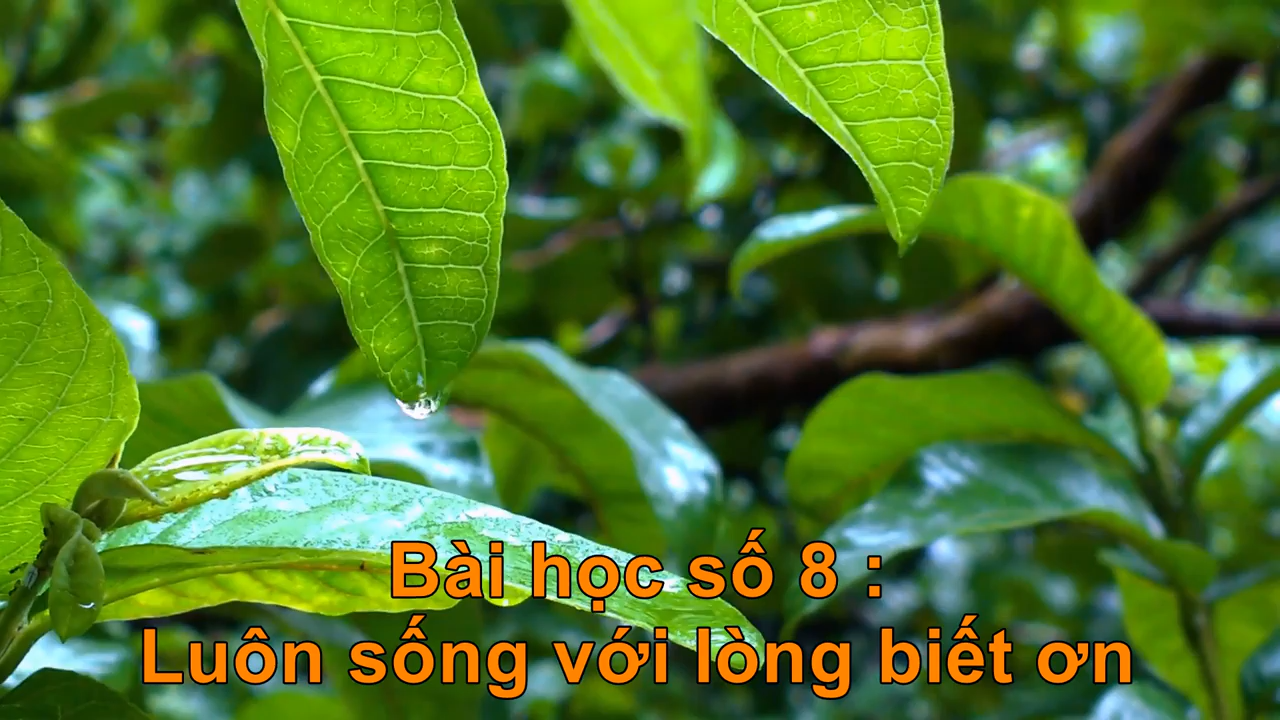 Bài học số 8 :
Luôn sống với lòng biết ơn